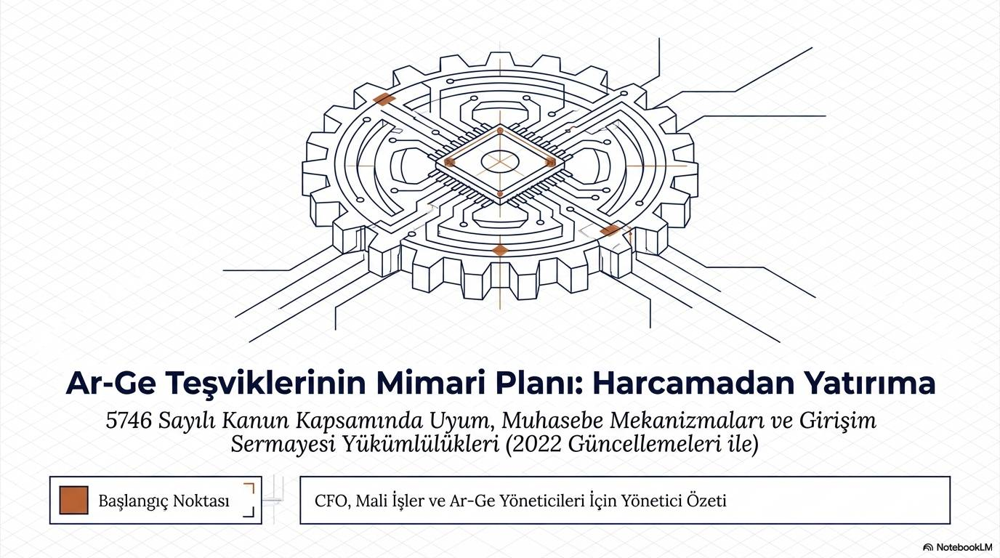 Ar-Ge Teşviklerinin Mimari Planı: Harcamadan Yatırıma
5746 Sayılı Kanun Kapsamında Uyum, Muhasebe Mekanizmaları ve Girişim
Sermayesi Yükümlülükleri (2022 Güncellemeleri ile)
Başlangıç Noktası
CFO, Mali İşler ve Ar-Ge Yöneticileri İçin Yönetici Özeti
NotebookLM